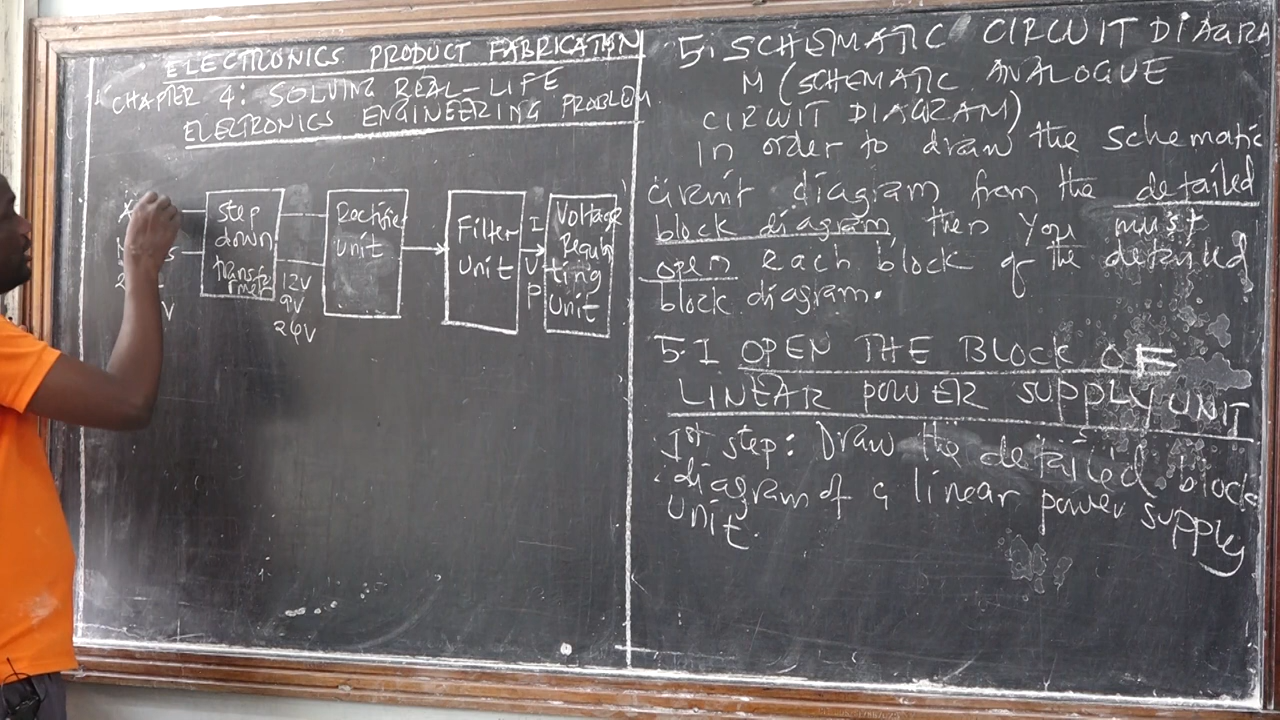 ELECTRONICS PRODUCT FABRICATION
CHAPTER 4: SOLVING REAL-LIFE
ELECTRONICS ENGINEERING PROBLEM
step
down
transfo
rmer
12V
9V
24V
Rectifier
unit
Filter
Unit
I
V
P
Voltage
Regula
ting
Unit
V
5. SCHEMATIC CIRCUIT DIAGRA
M (SCHEMATIC ANALOGUE
CIRCUIT DIAGRAM)
In order to draw the schematic
circuit diagram from the detailed
block diagram then you must
open each block of the detailed
block diagram.
5.1 OPEN THE BLOCK OF
LINEAR POWER SUPPLY UNIT
1st step: Draw the detailed block
diagram of a linear power supply
unit.